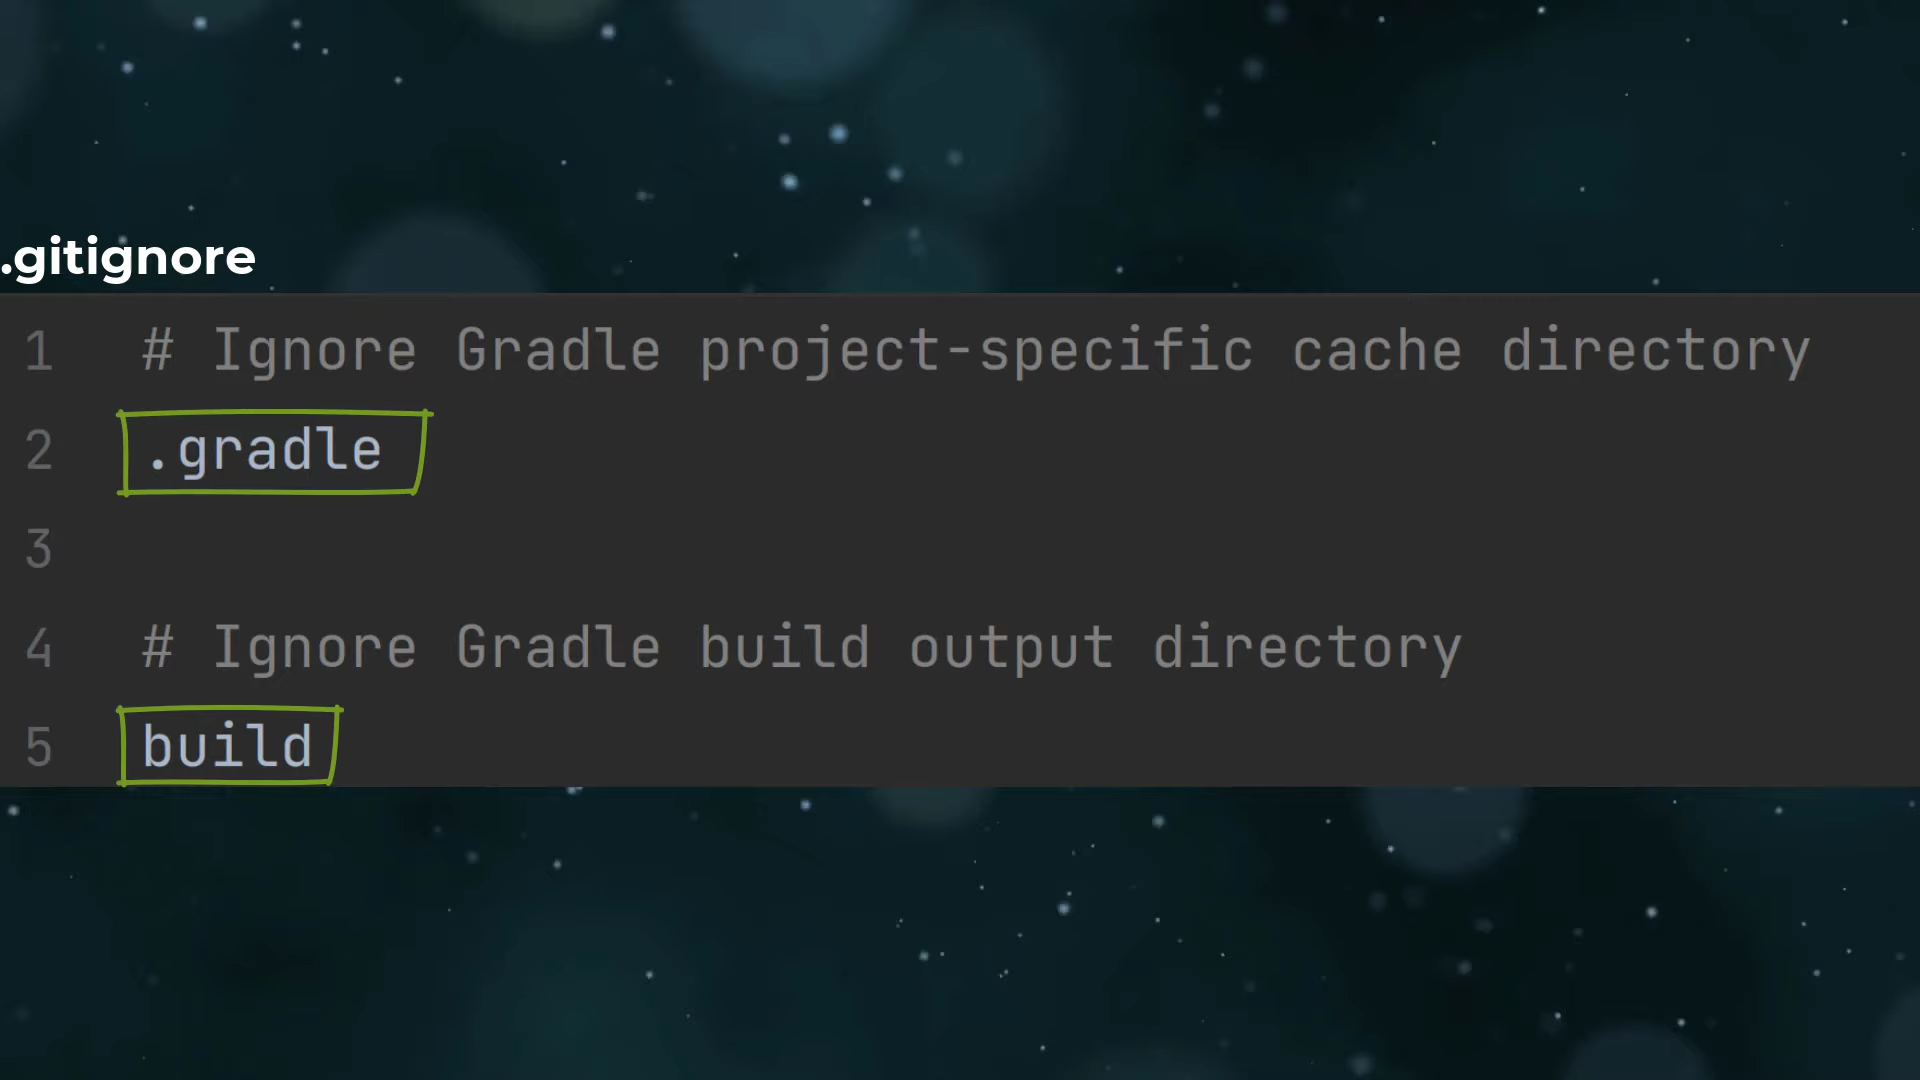 .gitignore
1 # Ignore Gradle project-specific cache directory
2 .gradle
3
4 # Ignore Gradle build output directory
5 build